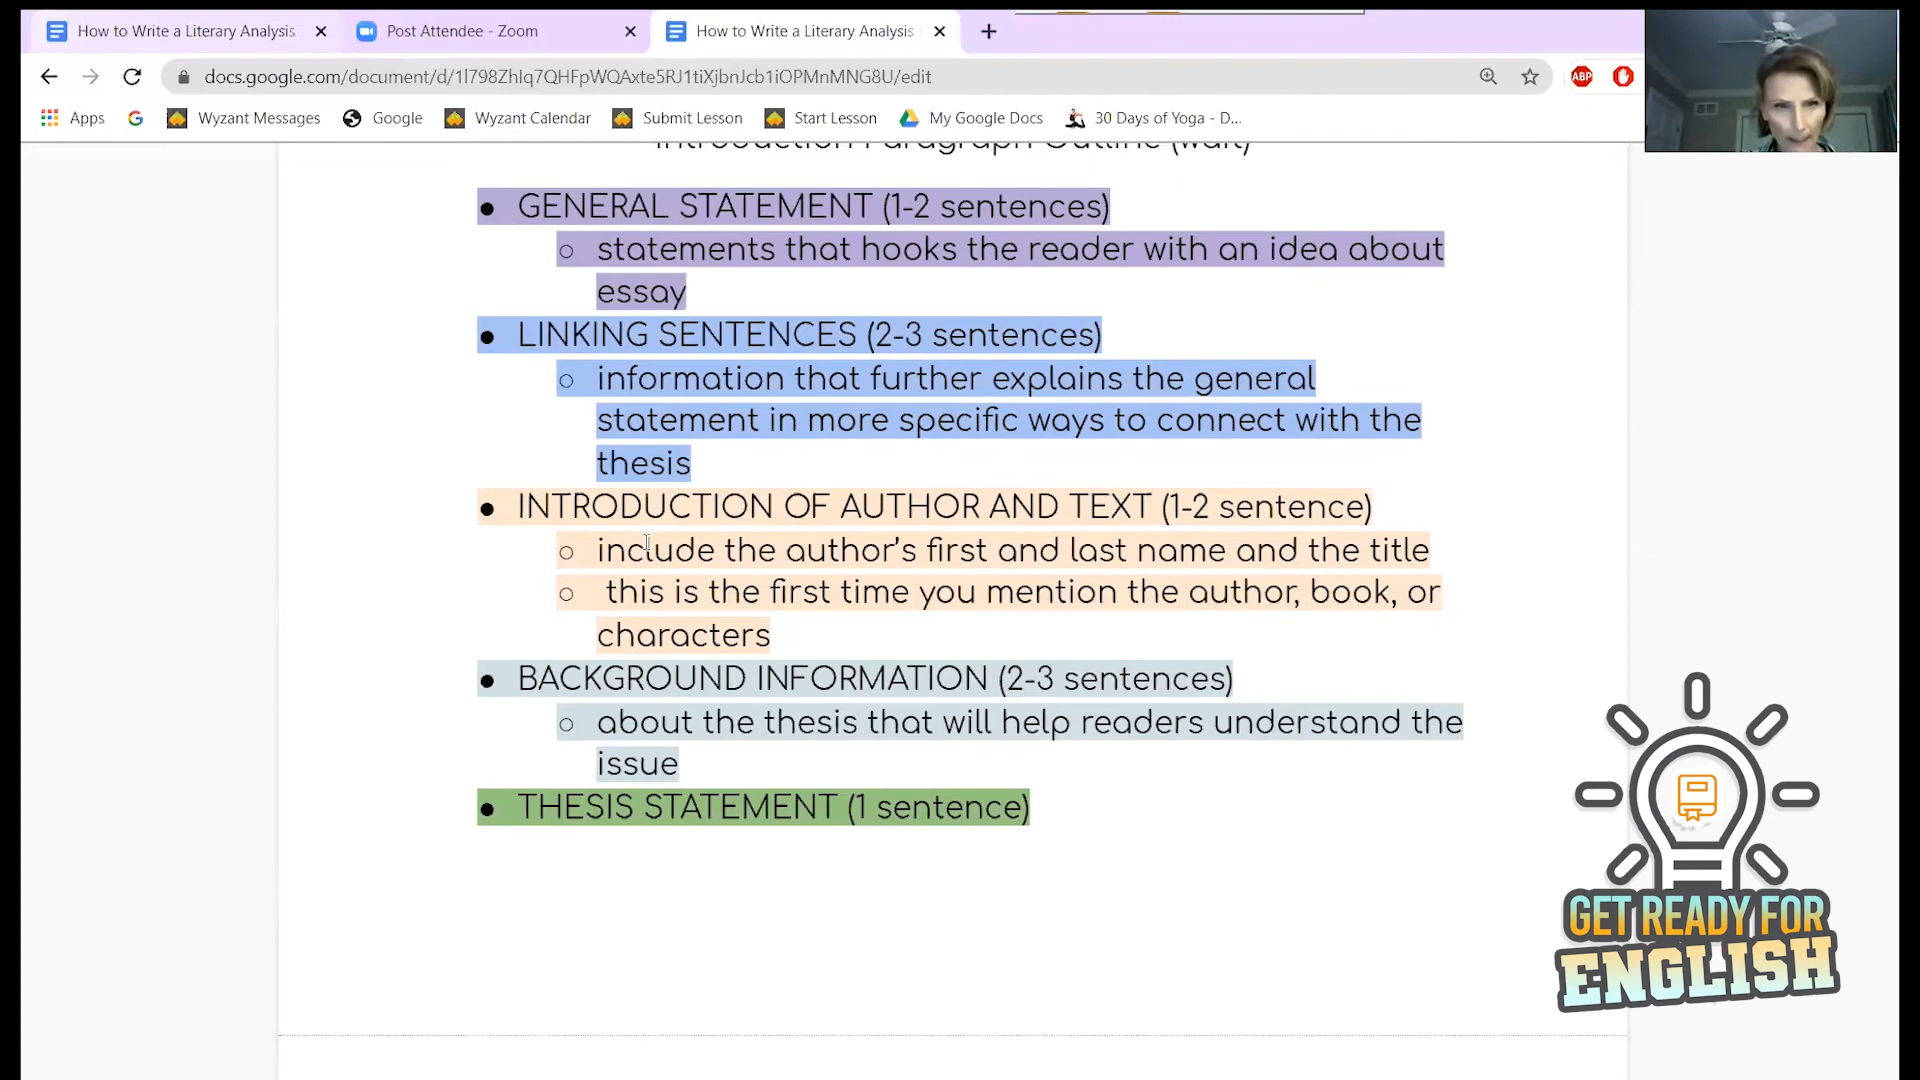 How to Write a Literary Analysis
Post Attendee - Zoom
How to Write a Literary Analysis
docs.google.com/document/d/1l798ZhIq7QHFpWQAxte5RJ1tiXjbnJcb1iOPMnMNG8U/edit
ABP
Apps
Wyzant Messages
Google
Wyzant Calendar
Submit Lesson
Start Lesson
My Google Docs
30 Days of Yoga - D...
Introduction Paragraph Outline (wait)
● GENERAL STATEMENT (1-2 sentences)
○ statements that hooks the reader with an idea about
essay
● LINKING SENTENCES (2-3 sentences)
○ information that further explains the general
statement in more specific ways to connect with the
thesis
● INTRODUCTION OF AUTHOR AND TEXT (1-2 sentence)
○ include the author's first and last name and the title
○ this is the first time you mention the author, book, or
characters
● BACKGROUND INFORMATION (2-3 sentences)
○ about the thesis that will help readers understand the
issue
● THESIS STATEMENT (1 sentence)
GET READY FOR
ENGLISH